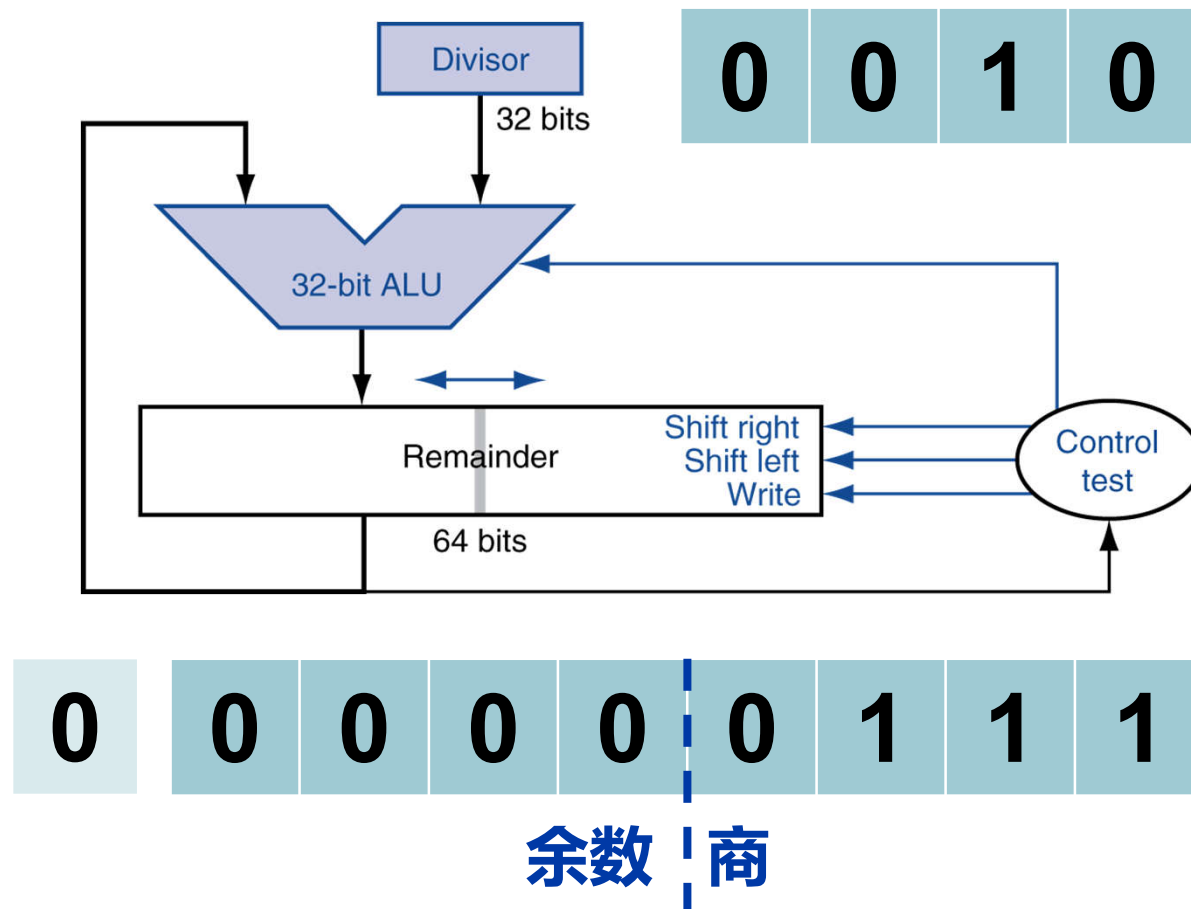 Divisor
0 0 1 0
32 bits
32-bit ALU
Remainder
Shift right
Shift left
Write
Control
test
64 bits
0 0 0 0 0 0 1 1 1
余数 商